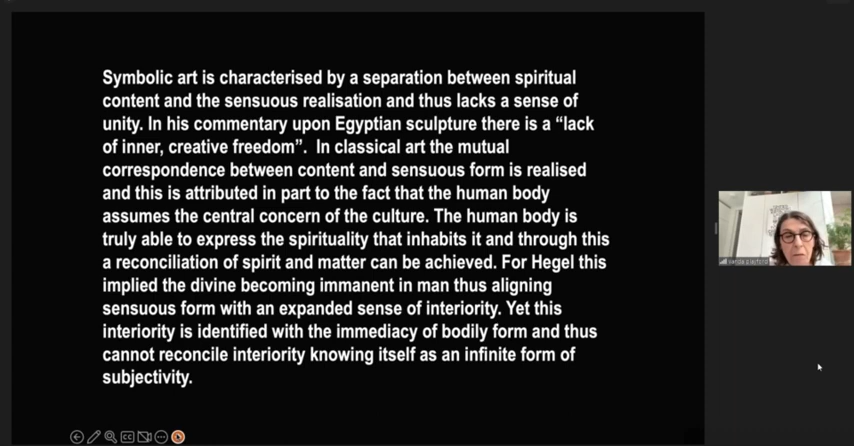 Symbolic art is characterised by a separation between spiritual
content and the sensuous realisation and thus lacks a sense of
unity. In his commentary upon Egyptian sculpture there is a “lack
of inner, creative freedom”.  In classical art the mutual
correspondence between content and sensuous form is realised
and this is attributed in part to the fact that the human body
assumes the central concern of the culture. The human body is
truly able to express the spirituality that inhabits it and through this
a reconciliation of spirit and matter can be achieved. For Hegel this
implied the divine becoming immanent in man thus aligning
sensuous form with an expanded sense of interiority. Yet this
interiority is identified with the immediacy of bodily form and thus
cannot reconcile interiority knowing itself as an infinite form of
subjectivity.
CC